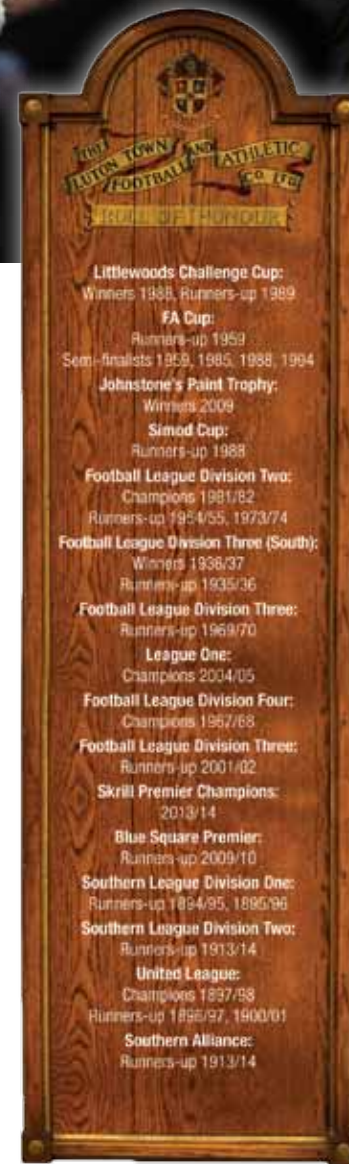 THE
LUTON TOWN AND ATHLETIC
FOOTBALL CO. LTD
ROLL OF HONOUR
Littlewoods Challenge Cup:
Winners 1988, Runners-up 1989
FA Cup:
Runners-up 1959
Semi-finalists 1959, 1985, 1988, 1994
Johnstone's Paint Trophy:
Winners 2009
Simod Cup:
Runners-up 1988
Football League Division Two:
Champions 1981/82
Runners-up 1954/55, 1973/74
Football League Division Three (South):
Winners 1936/37
Runners-up 1935/36
Football League Division Three:
Runners-up 1969/70
League One:
Champions 2004/05
Football League Division Four:
Champions 1967/68
Football League Division Three:
Runners-up 2001/02
Skrill Premier Champions:
2013/14
Blue Square Premier:
Runners-up 2009/10
Southern League Division One:
Runners-up 1894/95, 1895/96
Southern League Division Two:
Runners-up 1913/14
United League:
Champions 1897/98
Runners-up 1896/97, 1900/01
Southern Alliance:
Runners-up 1913/14